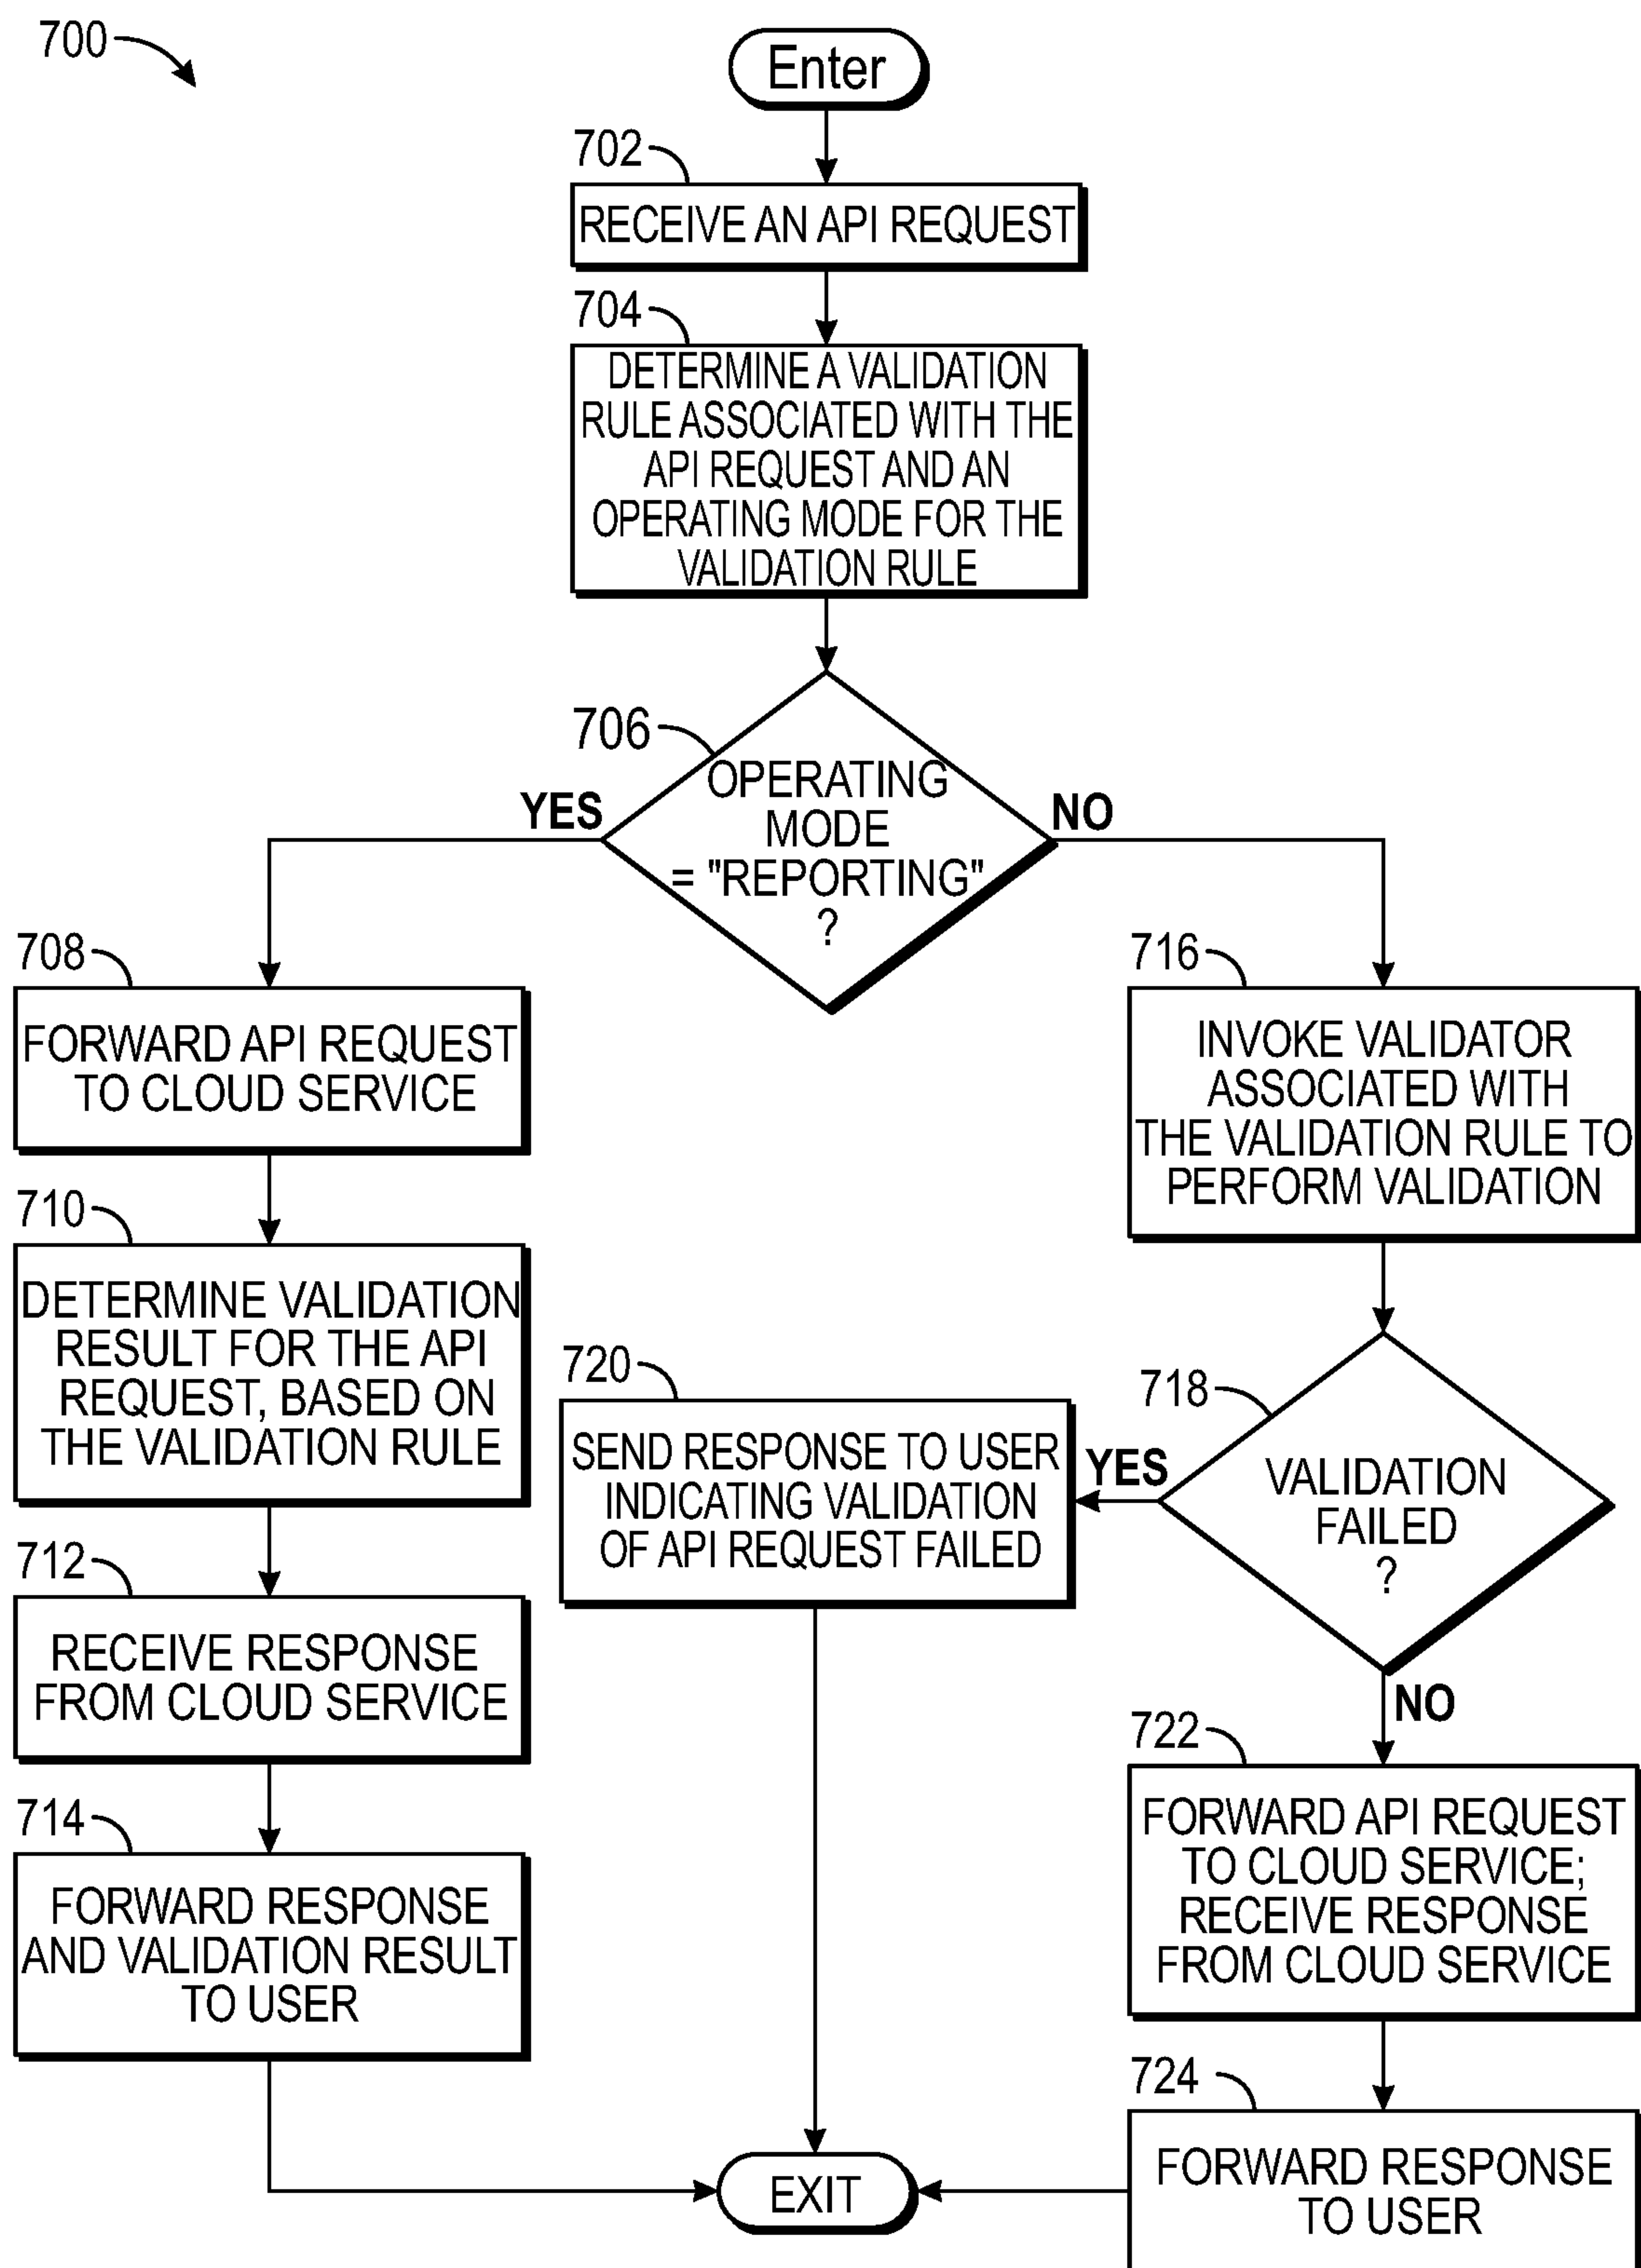 700
Enter
702
RECEIVE AN API REQUEST
704
DETERMINE A VALIDATION
RULE ASSOCIATED WITH THE
API REQUEST AND AN
OPERATING MODE FOR THE
VALIDATION RULE
706
OPERATING
MODE
= "REPORTING"
?
YES
NO
708
FORWARD API REQUEST
TO CLOUD SERVICE
710
DETERMINE VALIDATION
RESULT FOR THE API
REQUEST, BASED ON
THE VALIDATION RULE
712
RECEIVE RESPONSE
FROM CLOUD SERVICE
714
FORWARD RESPONSE
AND VALIDATION RESULT
TO USER
716
INVOKE VALIDATOR
ASSOCIATED WITH
THE VALIDATION RULE TO
PERFORM VALIDATION
718
VALIDATION
FAILED
?
YES
720
SEND RESPONSE TO USER
INDICATING VALIDATION
OF API REQUEST FAILED
NO
722
FORWARD API REQUEST
TO CLOUD SERVICE;
RECEIVE RESPONSE
FROM CLOUD SERVICE
724
FORWARD RESPONSE
TO USER
EXIT